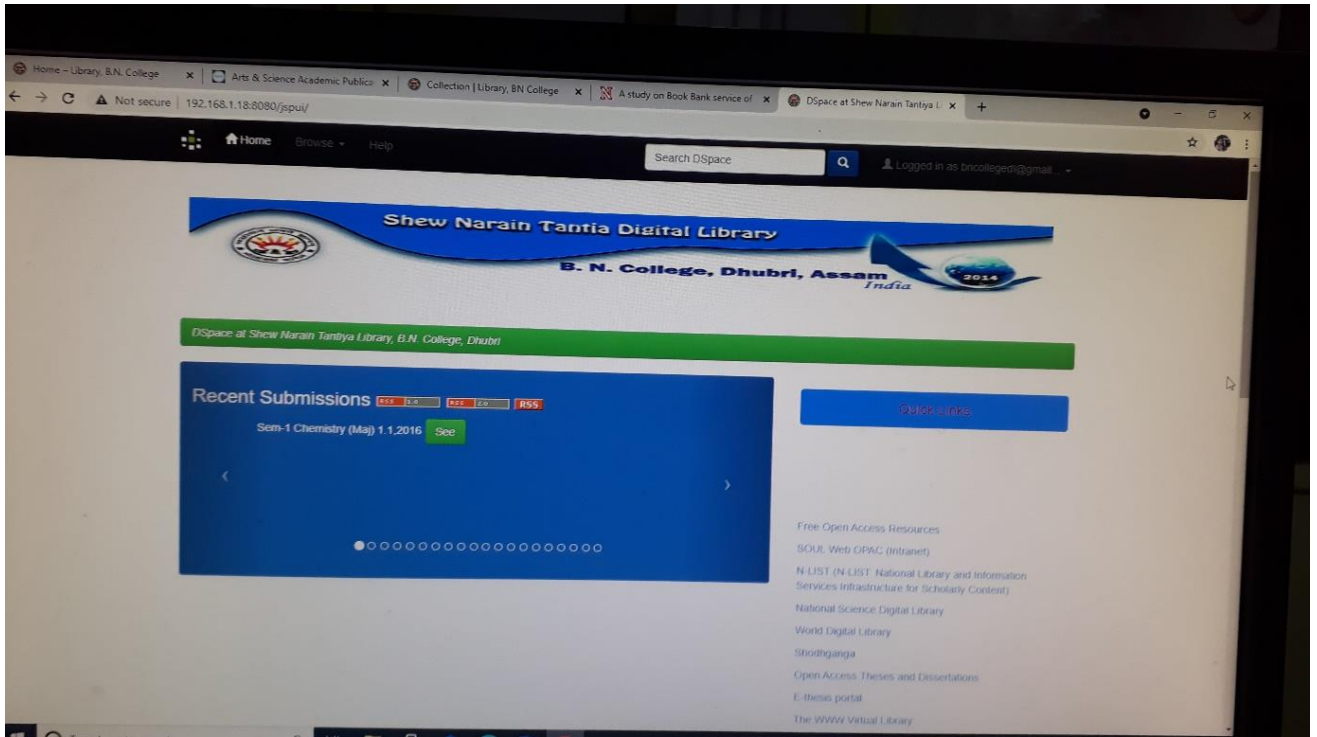 Home – Library, B.N. College
Arts & Science Academic Public
Collection | Library, BN College
A study on Book Bank service of
DSpace at Shew Narain Tantiya L
Not secure | 192.168.1.18:8080/jspui/
Home Browse Help
Search DSpace
Logged in as bncollegedl@gmail...
Shew Narain Tantia Digital Library
B. N. College, Dhubri, Assam
India
2014
DSpace at Shew Narain Tantiya Library, B.N. College, Dhubri
Recent Submissions RSS 1.0 RSS 2.0 RSS
Sem-1 Chemistry (Maj) 1.1,2016 See
Quick Links
Free Open Access Resources
SOUL Web OPAC (Intranet)
N-LIST (N-LIST: National Library and Information
Services Infrastructure for Scholarly Content)
National Science Digital Library
World Digital Library
Shodhganga
Open Access Theses and Dissertations
E-thesis portal
The WWW Virtual Library